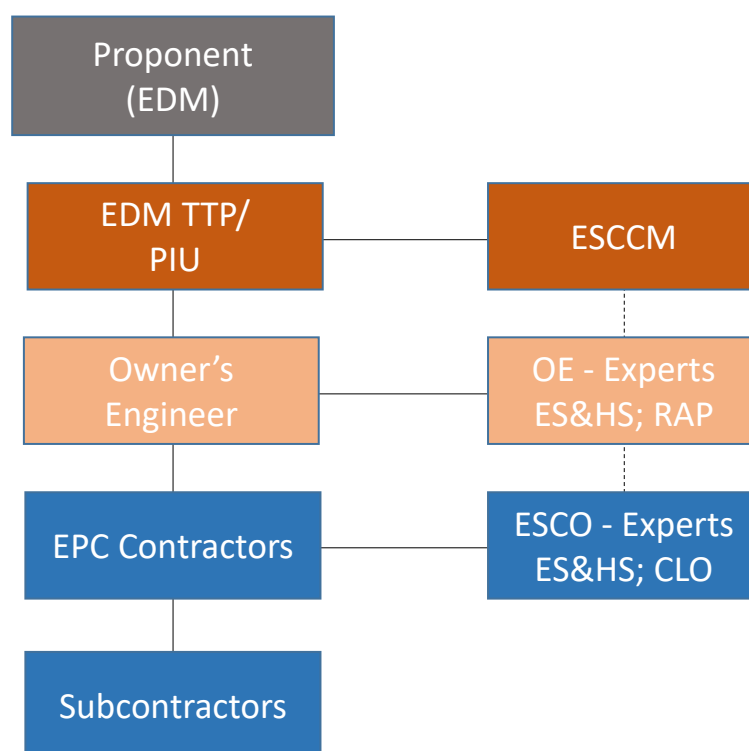 Proponent
(EDM)
EDM TTP/
PIU
ESCCM
Owner's
Engineer
OE - Experts
ES&HS; RAP
EPC Contractors
ESCO - Experts
ES&HS; CLO
Subcontractors